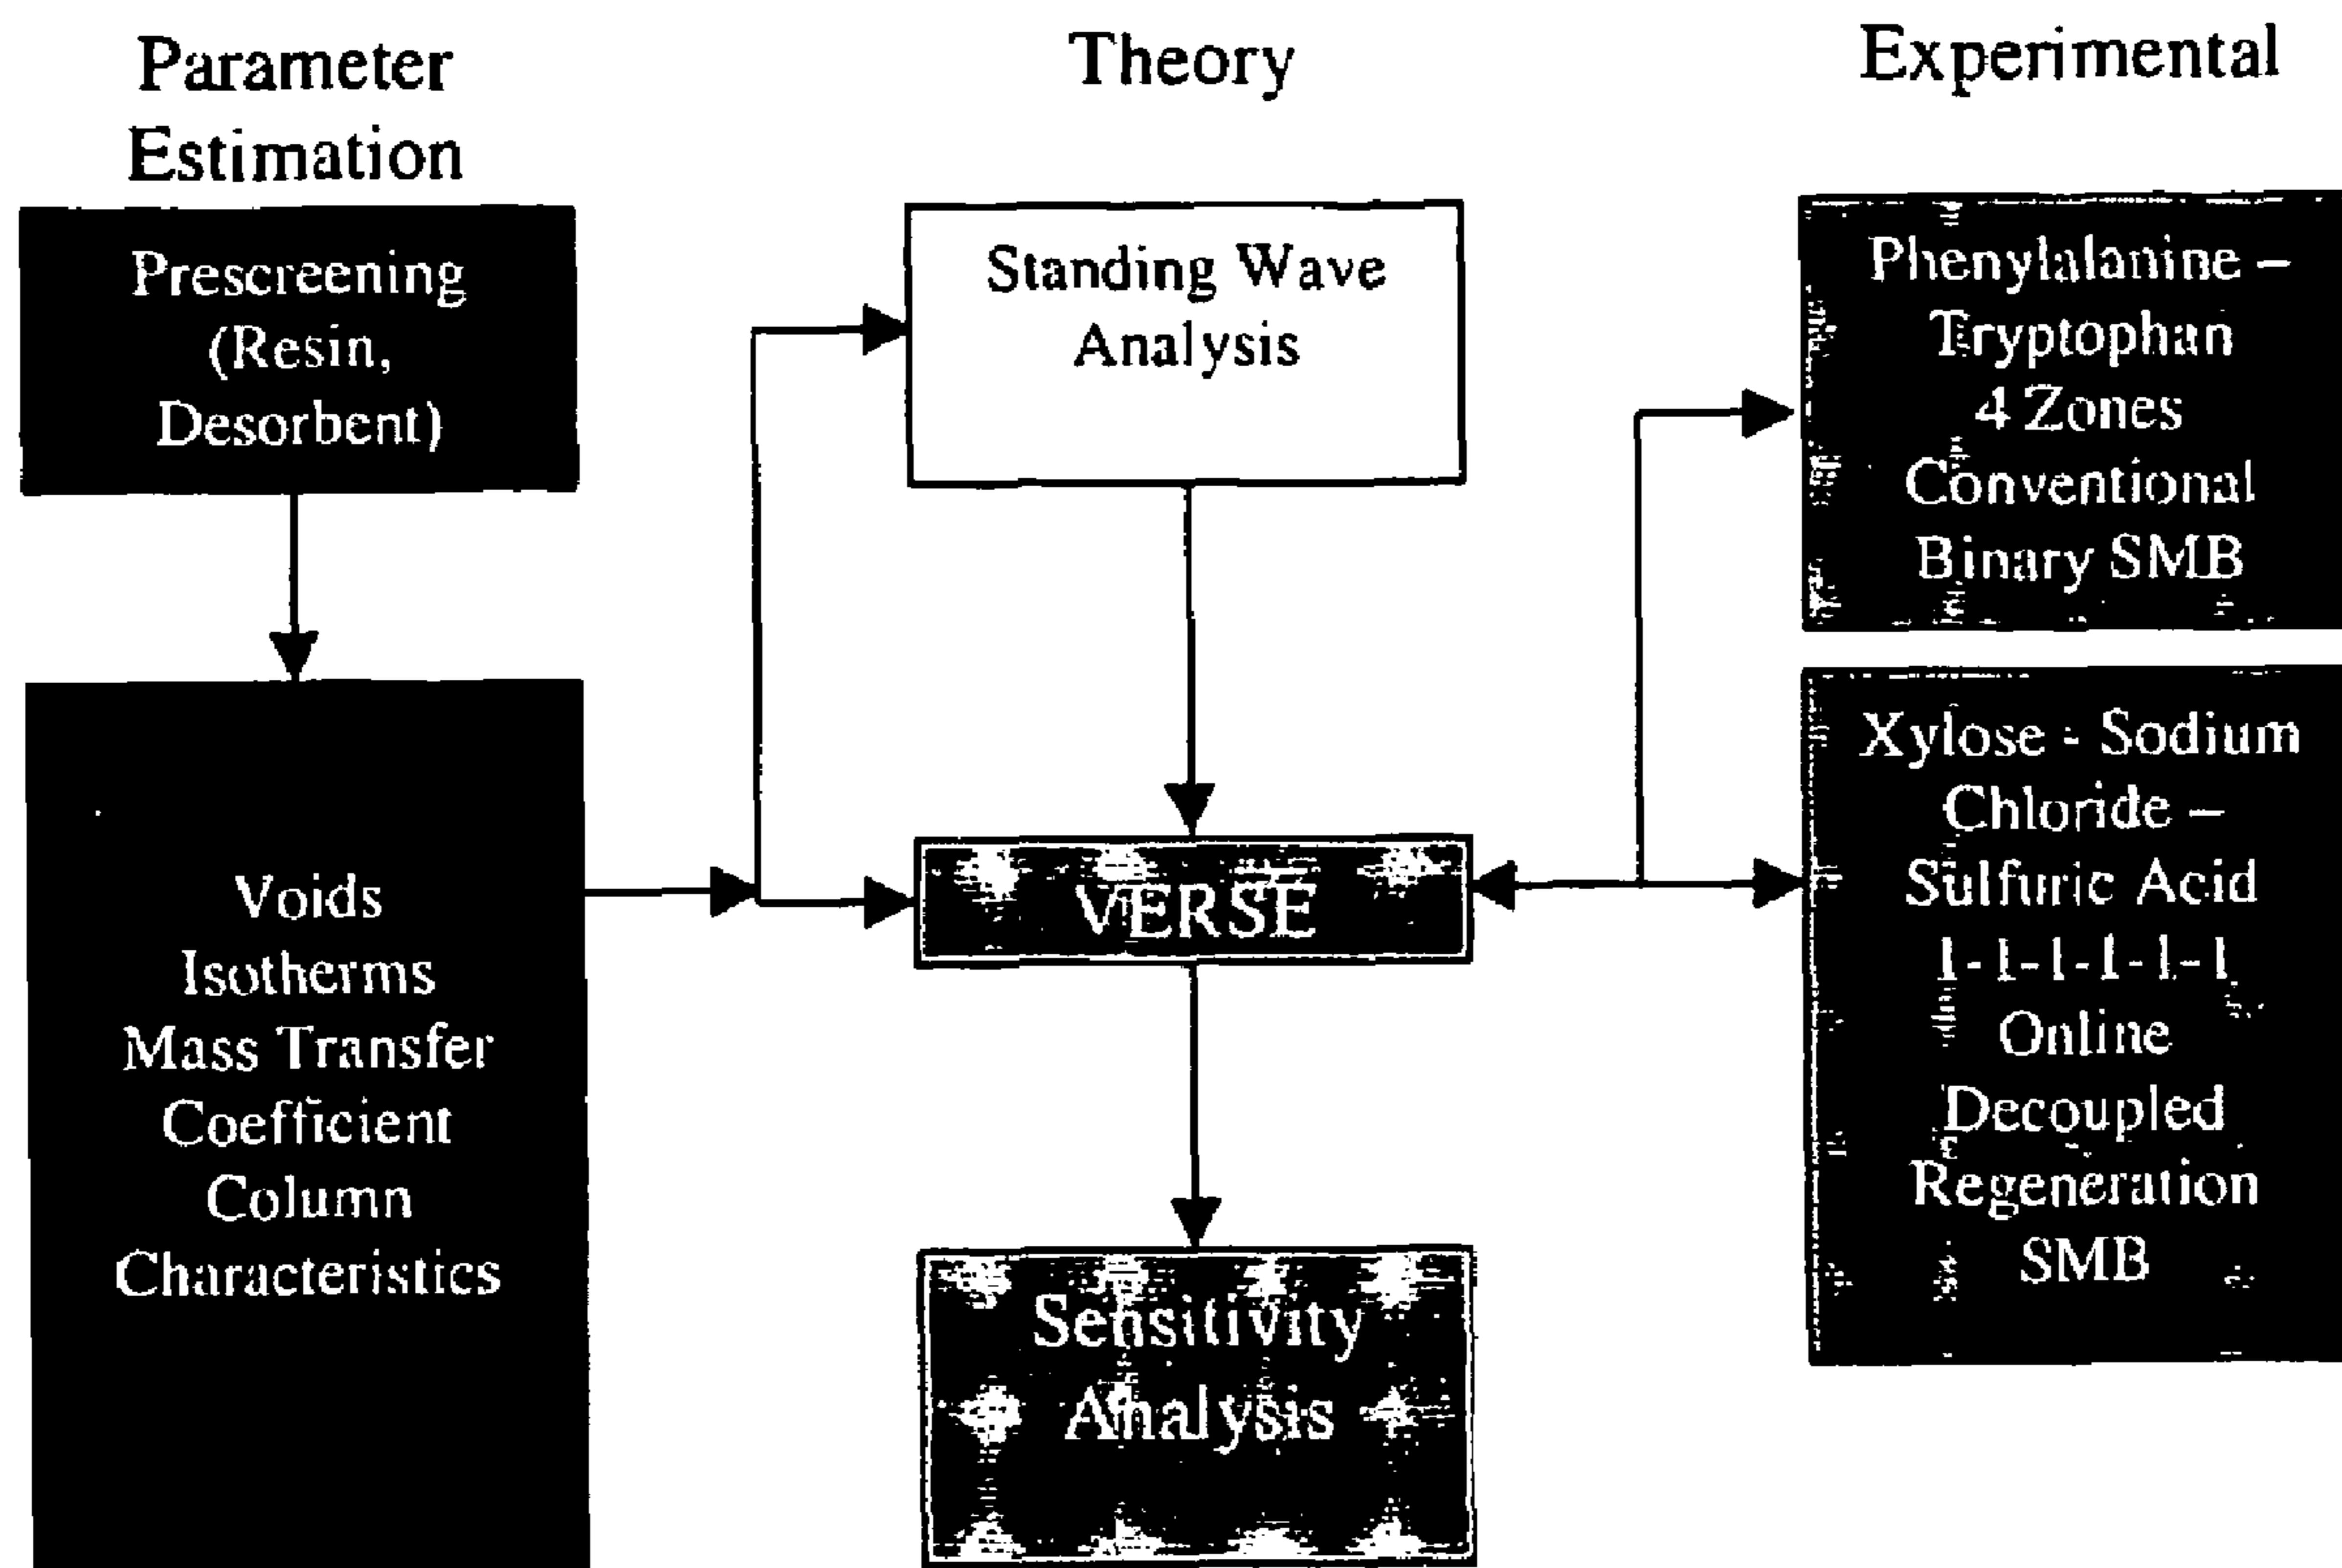 Parameter
Estimation
Prescreening
(Resin,
Desorbent)
Voids
Isotherms
Mass Transfer
Coefficient
Column
Characteristics
Theory
Standing Wave
Analysis
VERSE
Sensitivity
Analysis
Experimental
Phenylalanine –
Tryptophan
4 Zones
Conventional
Binary SMB
Xylose - Sodium
Chloride –
Sulfuric Acid
1-1-1-1-1-1
Online
Decoupled
Regeneration
SMB